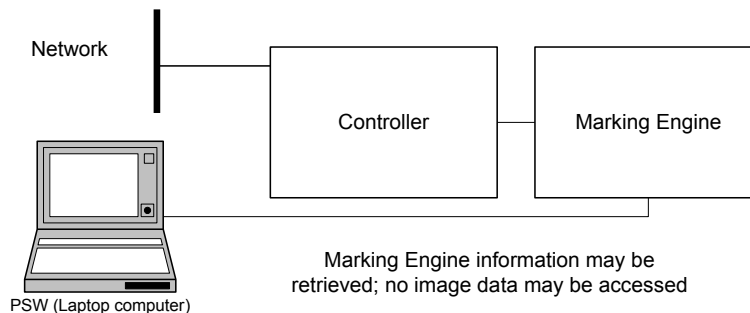 Network
Controller
Marking Engine
Marking Engine information may be
retrieved; no image data may be accessed
PSW (Laptop computer)